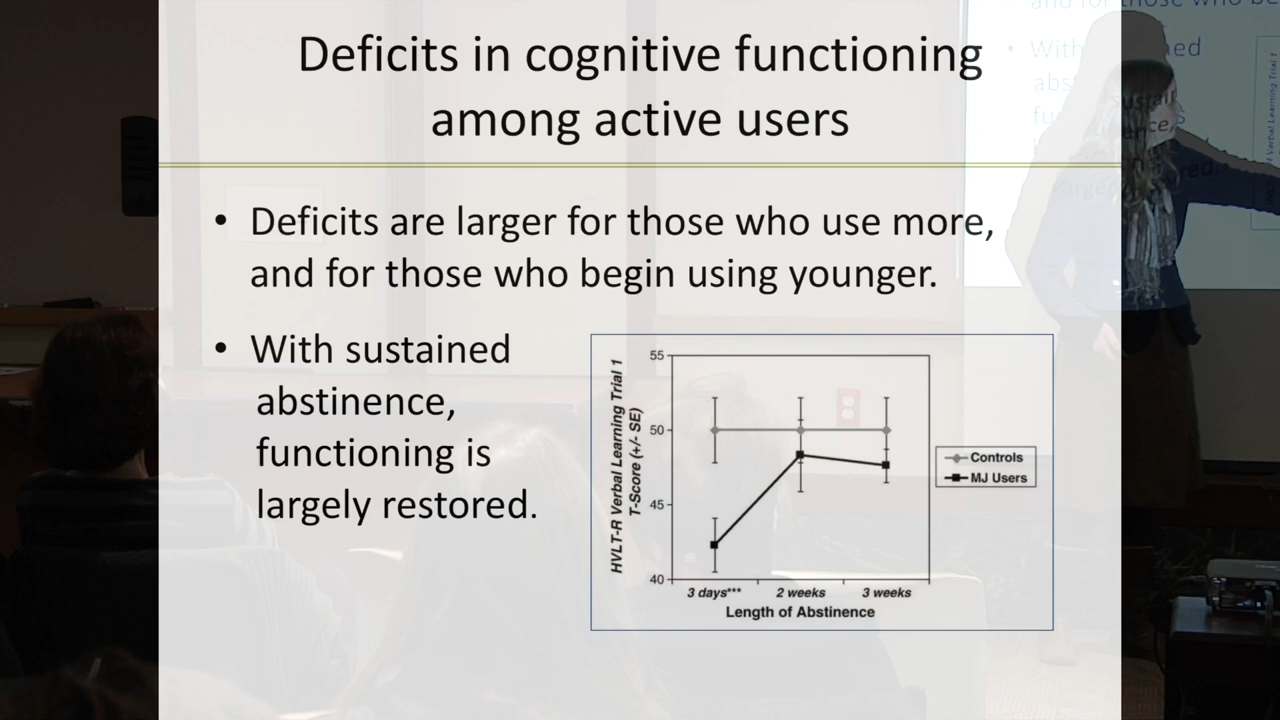 Deficits in cognitive functioning
among active users
• Deficits are larger for those who use more,
and for those who begin using younger.
• With sustained
abstinence,
functioning is
largely restored.
HVLT-R Verbal Learning Trial 1
T-Score (+/- SE)
55
50
45
40
3 days*** 2 weeks 3 weeks
Length of Abstinence
Controls
MJ Users